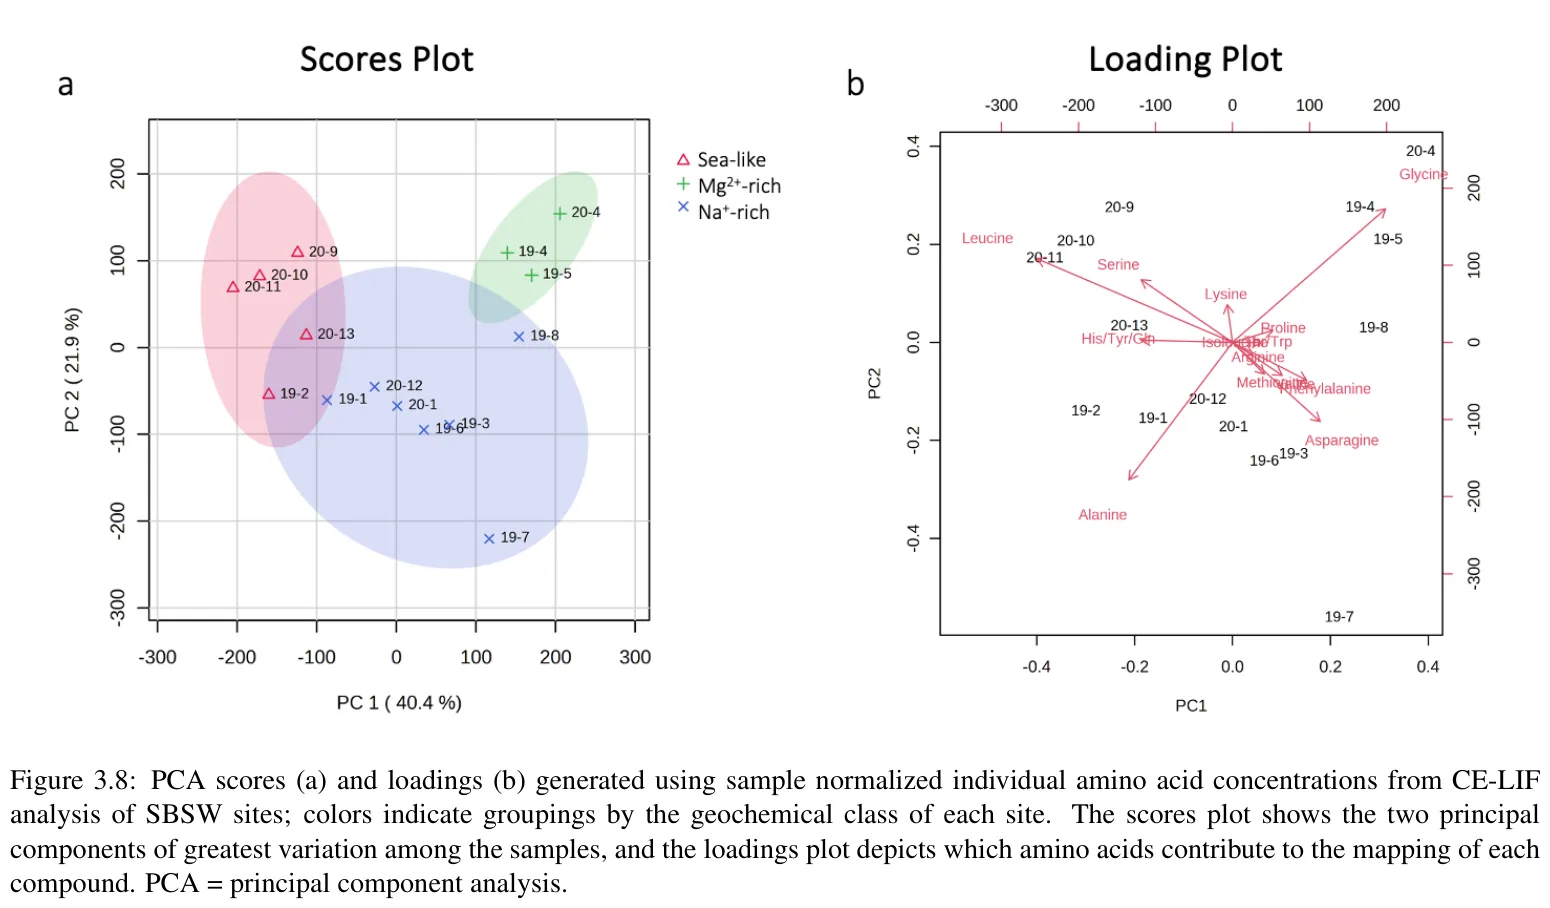 Scores Plot
a
200
100
0
-100
-200
-300
PC 2 ( 21.9 %)
-300 -200 -100 0 100 200 300
PC 1 ( 40.4 %)
20-4
19-4
20-9
20-10
19-5
20-11
20-13
19-8
20-12
19-2
19-1
20-1
19-3
19-6
19-7
Sea-like
Mg²⁺-rich
Na⁺-rich
Loading Plot
b
-300 -200 -100 0 100 200
0.4
0.2
0.0
-0.2
-0.4
PC2
200
100
0
-100
-200
-300
-0.4 -0.2 0.0 0.2 0.4
PC1
20-4
Glycine
20-9
19-4
Leucine
20-10
19-5
20-11
Serine
Lysine
20-13
Proline
19-8
His/Tyr/Gln
/Trp
Arginine
Methionine
Phenylalanine
20-12
19-2
19-1
20-1
Asparagine
19-6
19-3
Alanine
19-7
Figure 3.8: PCA scores (a) and loadings (b) generated using sample normalized individual amino acid concentrations from CE-LIF
analysis of SBSW sites; colors indicate groupings by the geochemical class of each site. The scores plot shows the two principal
components of greatest variation among the samples, and the loadings plot depicts which amino acids contribute to the mapping of each
compound. PCA = principal component analysis.